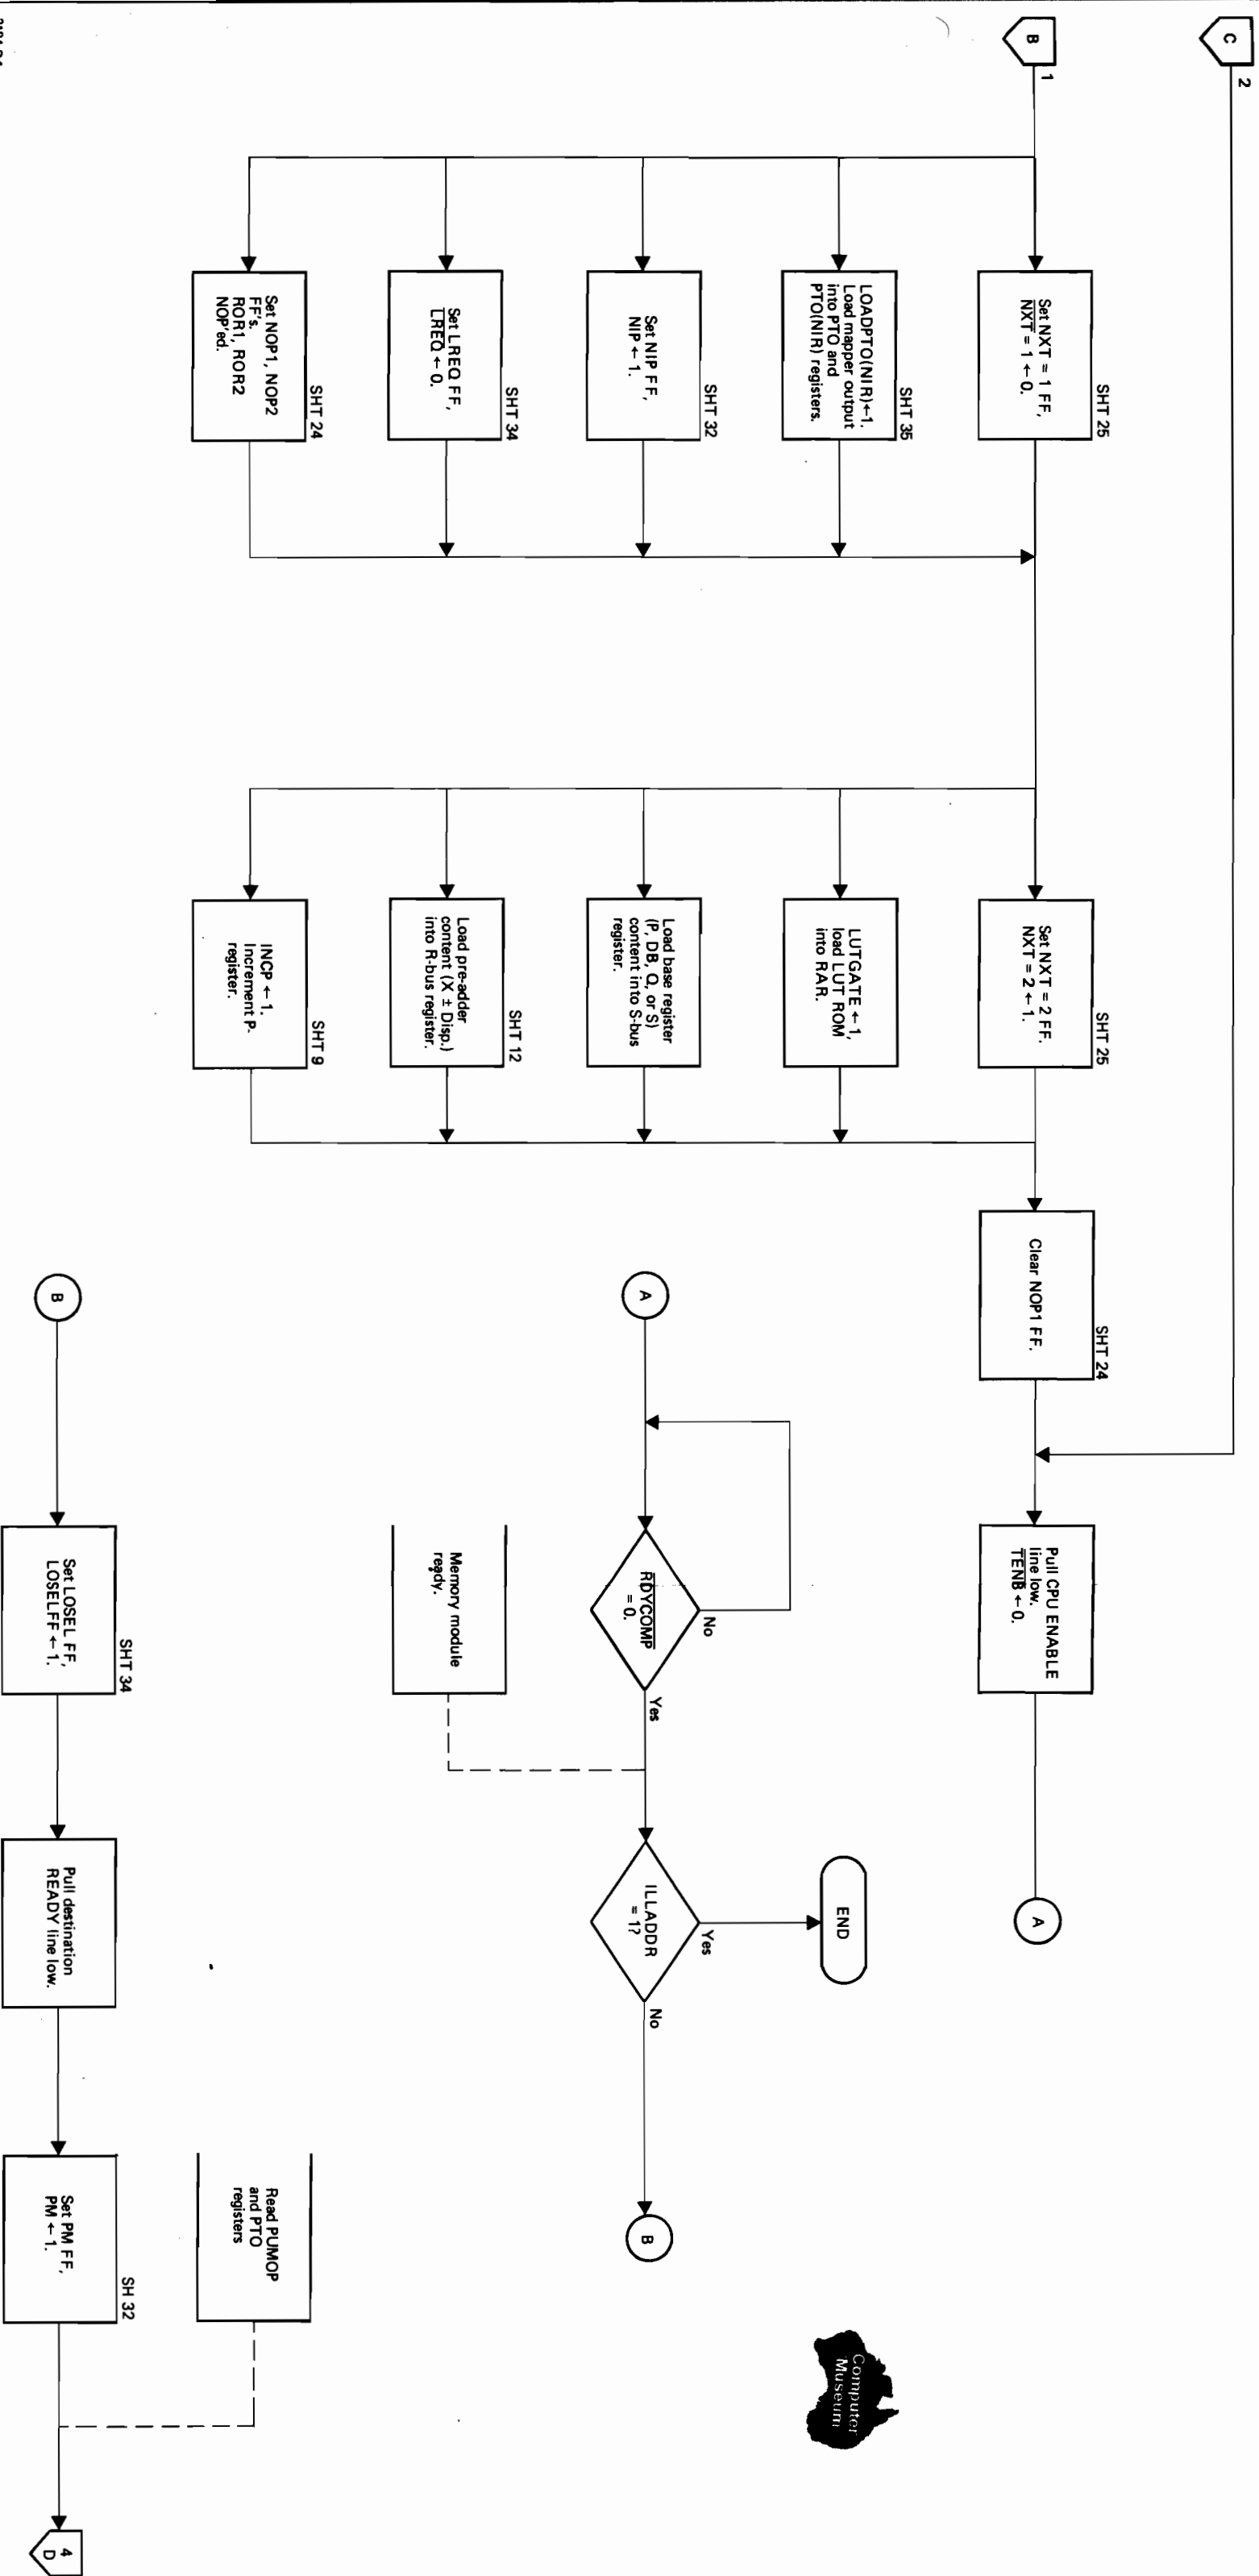 C
2
B
1
SHT 25
Set NXT = 1 FF,
NXT = 1 ← 0.
SHT 35
LOADPTO(NIR)←1.
Load mapper output
into PTO and
PTO(NIR) registers.
SHT 32
Set NIP FF,
NIP ← 1.
SHT 34
Set LREQ FF,
LREQ ← 0.
SHT 24
Set NOP1, NOP2
FF's.
ROR1, ROR2
NOP'ed.
SHT 25
Set NXT = 2 FF.
NXT = 2 ← 1.
LUTGATE ← 1,
load LUT ROM
into RAR.
Load base register
(P, DB, Q, or S)
content into S-bus
register.
SHT 12
Load pre-adder
content (X ± Disp.)
into R-bus register.
SHT 9
INCP ← 1.
Increment P-
register.
SHT 24
Clear NOP1 FF.
Pull CPU ENABLE
line low.
TENB ← 0.
A
A
RDYCOMP
= 0.
No
Yes
Memory module
ready.
ILLADDR
= 1?
Yes
No
END
B
B
SHT 34
Set LOSEL FF,
LOSELFF ← 1.
Pull destination
READY line low.
SH 32
Set PM FF,
PM ← 1.
Read PUMOP
and PTO
registers
4
D
Computer
Museum